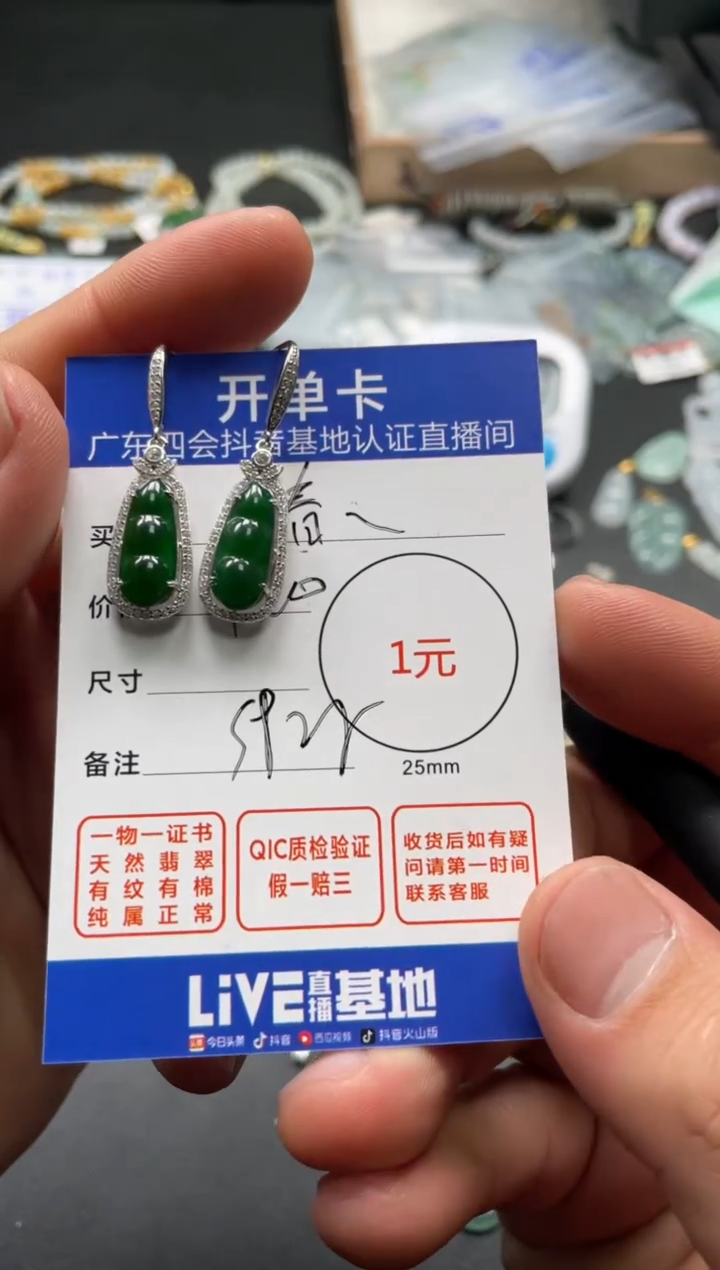 开单卡
广东四会抖音基地认证直播间
买
价
尺寸
1元
备注
25mm
一物一证书
天然翡翠
有纹有棉
纯属正常
QIC质检验证
假一赔三
收货后如有疑
问请第一时间
联系客服
LiVE直播基地
今日头条 抖音 西瓜视频 抖音火山版